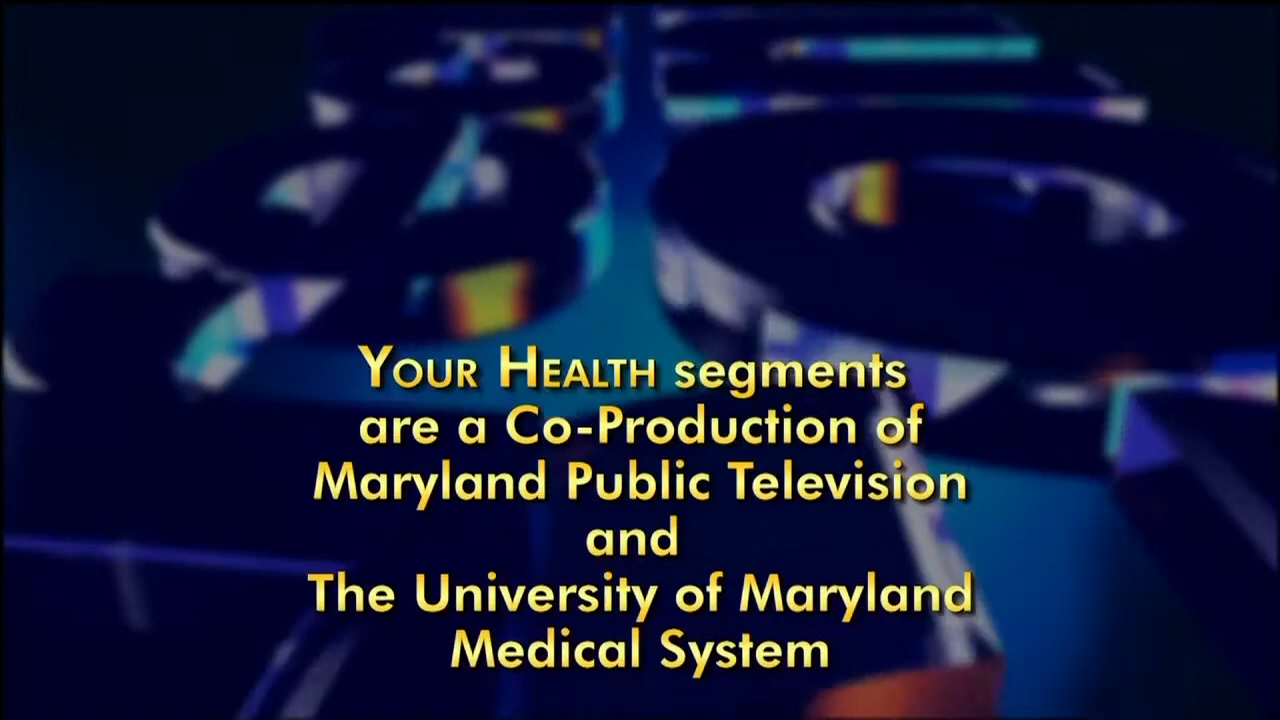 YOUR HEALTH segments
are a Co-Production of
Maryland Public Television
and
The University of Maryland
Medical System